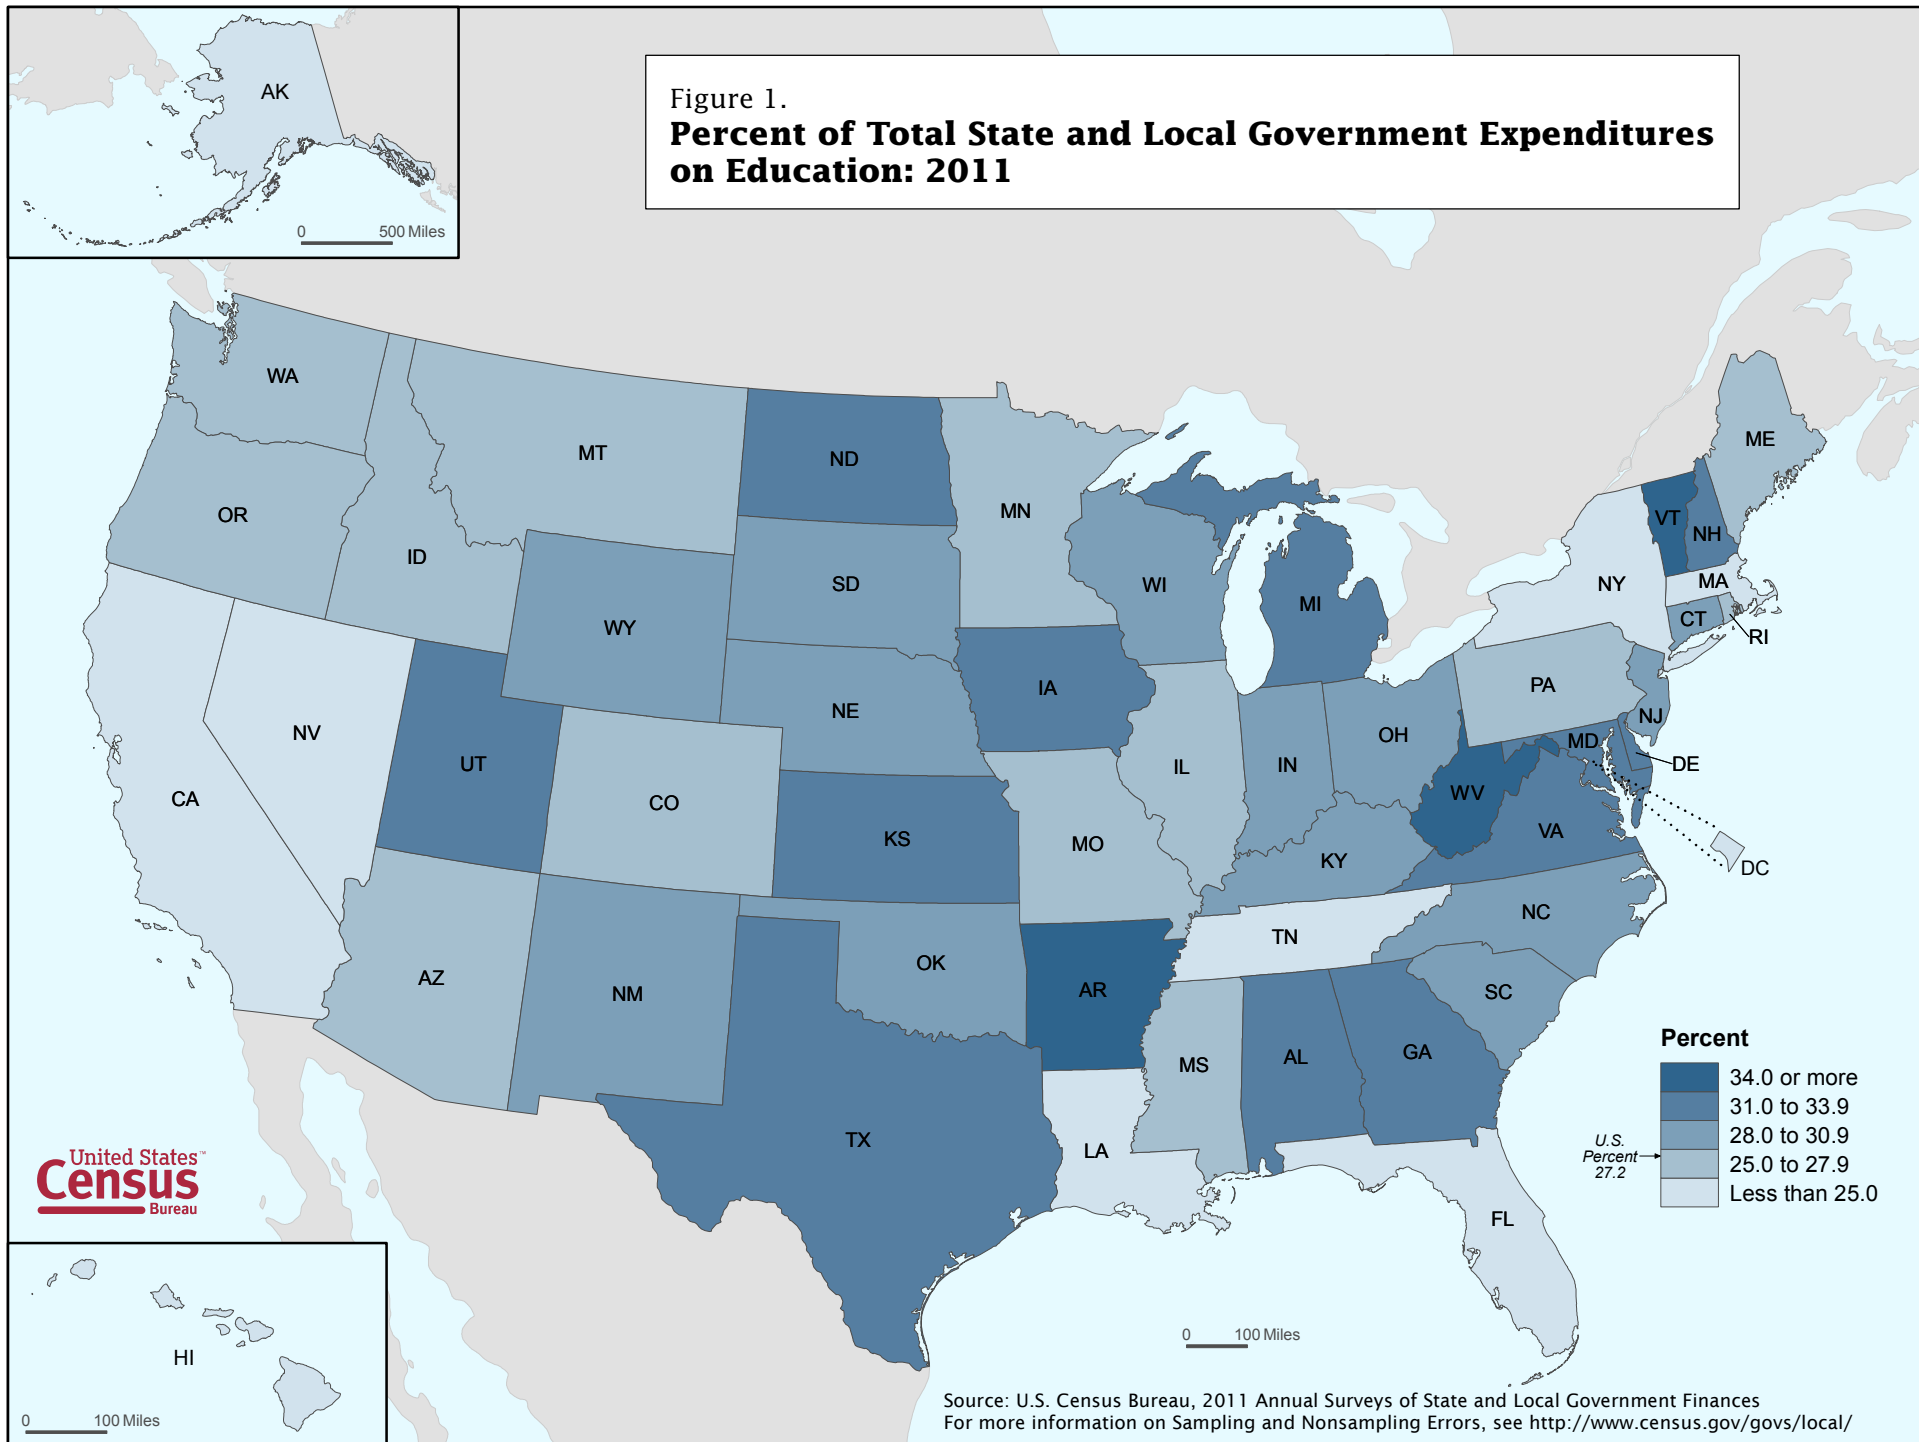 Figure 1.
Percent of Total State and Local Government Expenditures
on Education: 2011
AK
0 500 Miles
WA
MT
ND
MN
ME
OR
ID
VT
NH
WY
SD
WI
MI
NY
MA
CT
RI
NV
UT
CO
NE
IA
IL
IN
OH
PA
NJ
MD
DE
CA
KS
MO
KY
WV
VA
DC
AZ
NM
OK
AR
TN
NC
SC
TX
LA
MS
AL
GA
FL
Percent
34.0 or more
31.0 to 33.9
28.0 to 30.9
25.0 to 27.9
Less than 25.0
U.S.
Percent
27.2
United States™
Census
Bureau
HI
0 100 Miles
0 100 Miles
Source: U.S. Census Bureau, 2011 Annual Surveys of State and Local Government Finances
For more information on Sampling and Nonsampling Errors, see http://www.census.gov/govs/local/